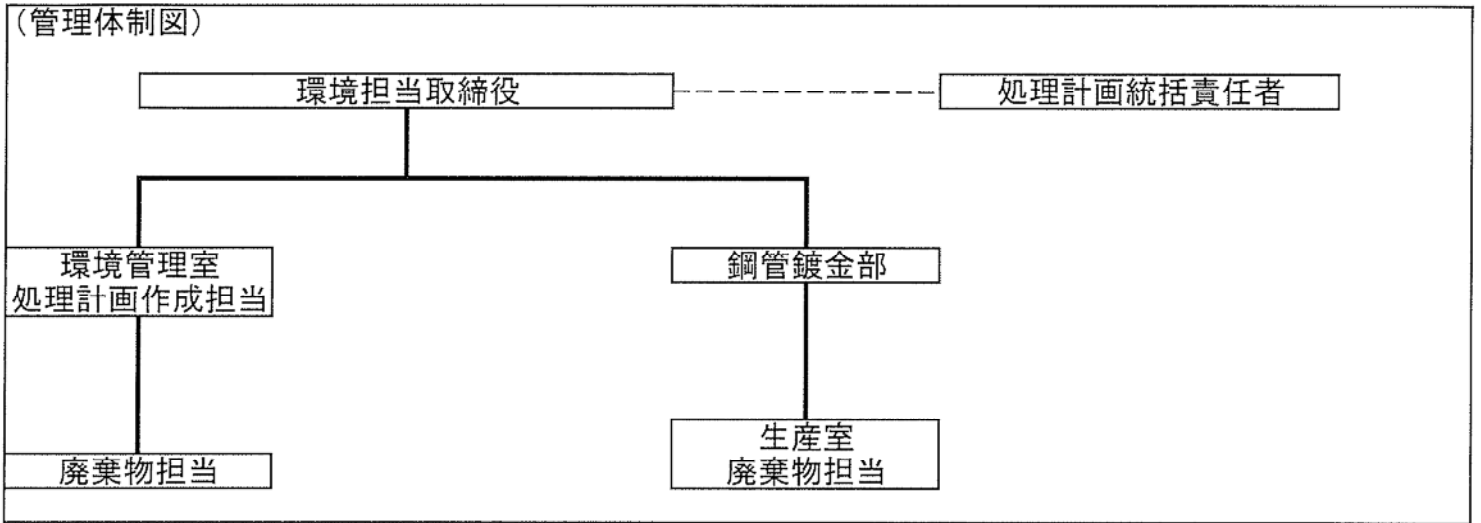 (管理体制図)
環境担当取締役
処理計画統括責任者
環境管理室
処理計画作成担当
鋼管鍍金部
廃棄物担当
生産室
廃棄物担当